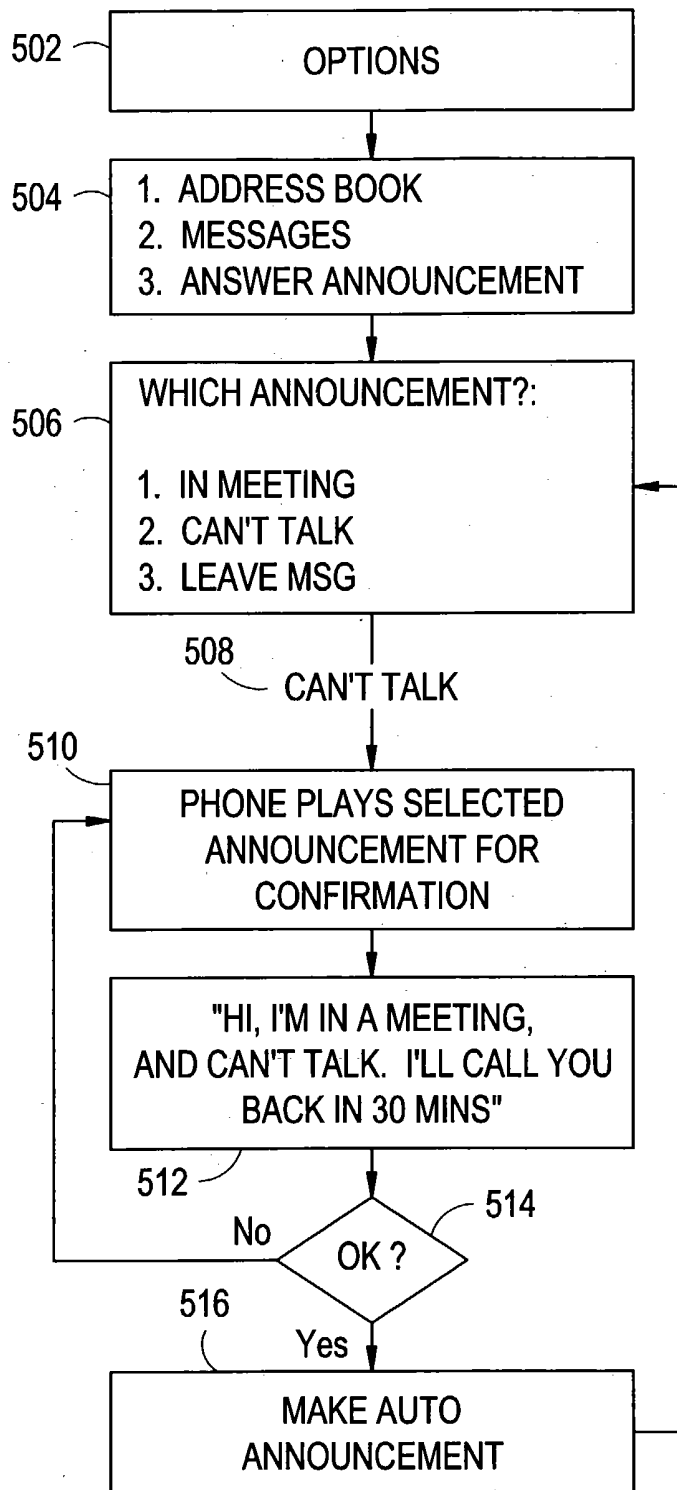 502
OPTIONS
504
1. ADDRESS BOOK
2. MESSAGES
3. ANSWER ANNOUNCEMENT
506
WHICH ANNOUNCEMENT?:
1. IN MEETING
2. CAN'T TALK
3. LEAVE MSG
508
CAN'T TALK
510
PHONE PLAYS SELECTED
ANNOUNCEMENT FOR
CONFIRMATION
"HI, I'M IN A MEETING,
AND CAN'T TALK. I'LL CALL YOU
BACK IN 30 MINS"
512
514
No
OK ?
516
Yes
MAKE AUTO
ANNOUNCEMENT